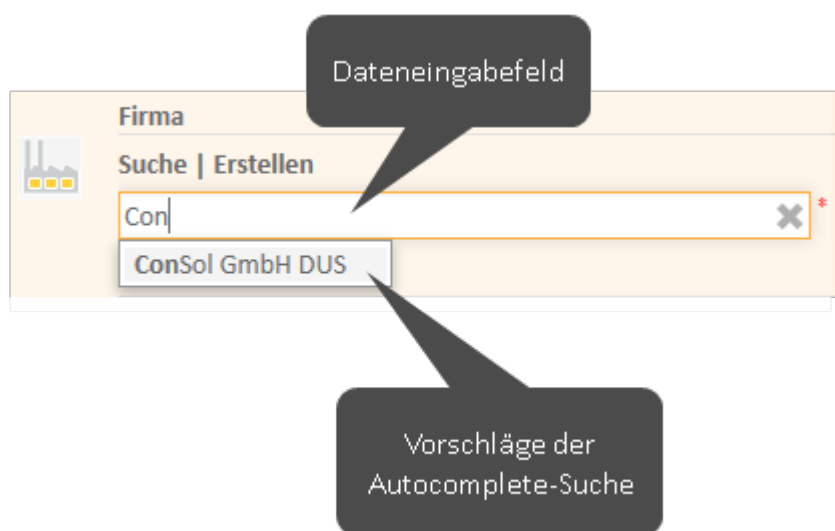 Dateneingabefeld
Firma
Suche | Erstellen
Con
*
ConSol GmbH DUS
Vorschläge der
Autocomplete-Suche